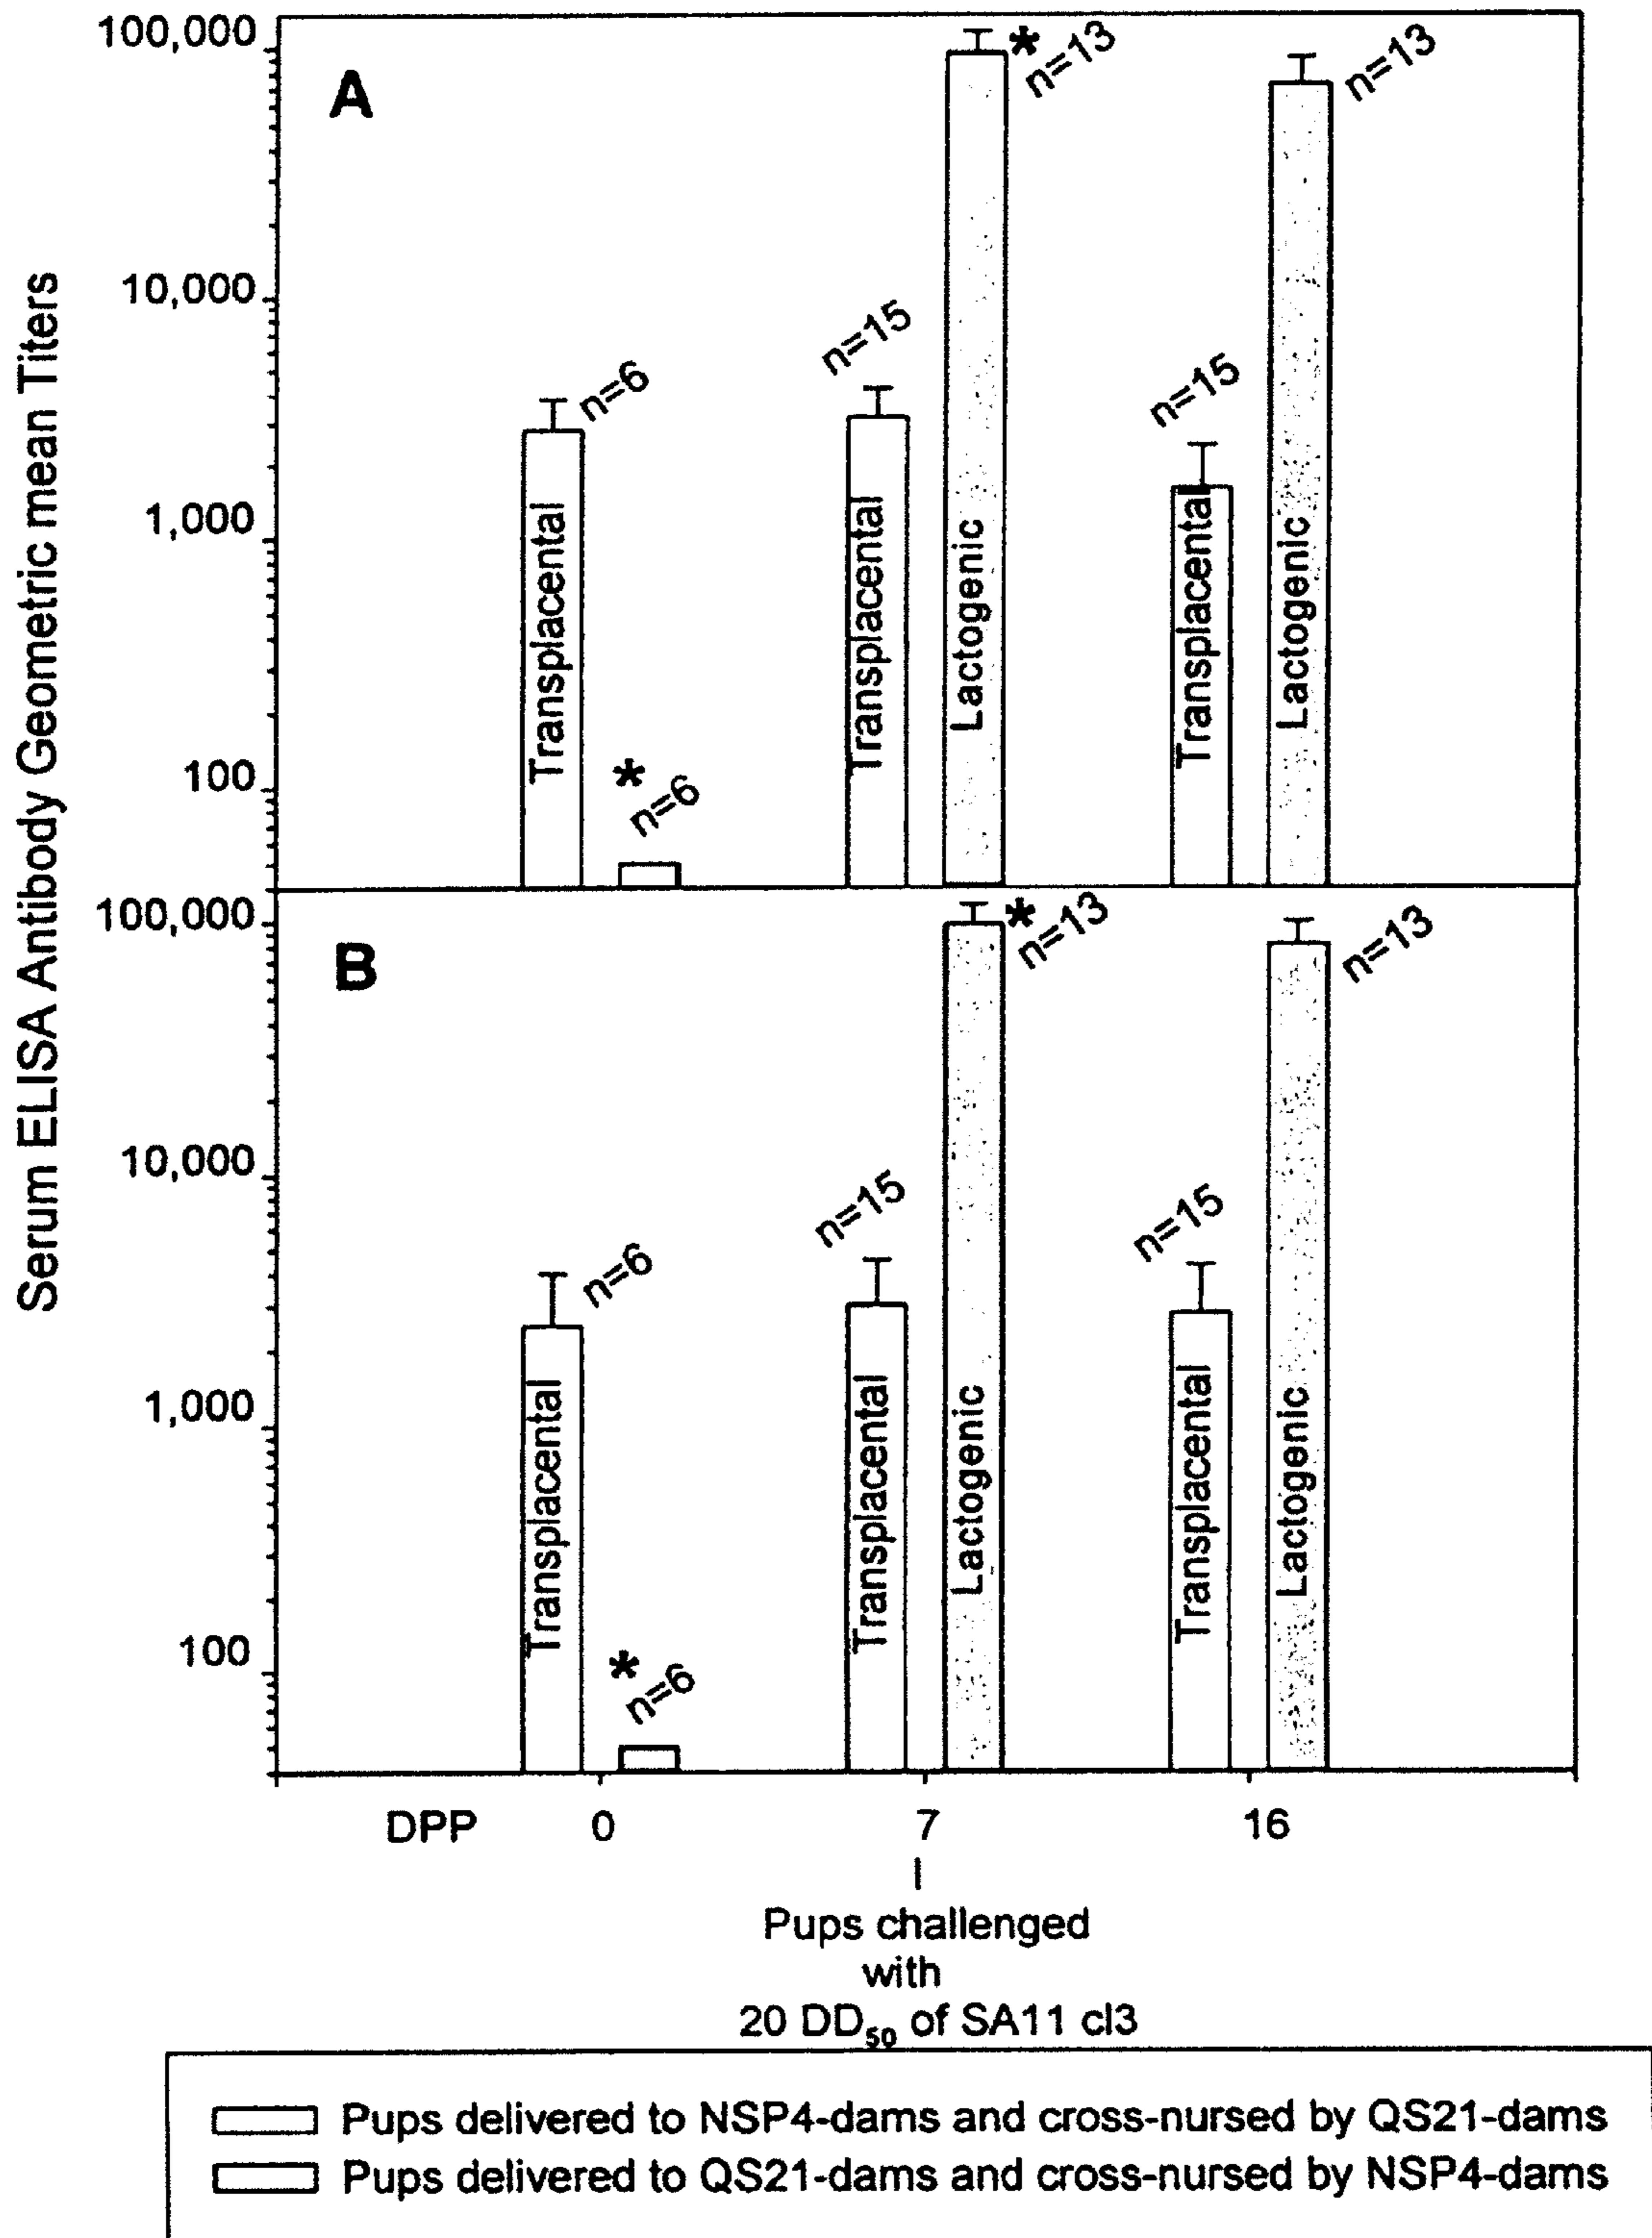 Serum ELISA Antibody Geometric mean Titers
A
100,000
10,000
1,000
100
n=6
Transplacental
*
n=6
n=15
Transplacental
*
n=13
Lactogenic
n=15
Transplacental
n=13
Lactogenic
B
100,000
10,000
1,000
100
n=6
Transplacental
*
n=6
n=15
Transplacental
*
n=13
Lactogenic
n=15
Transplacental
n=13
Lactogenic
DPP 0 7 16
Pups challenged
with
20 DD50 of SA11 cl3
Pups delivered to NSP4-dams and cross-nursed by QS21-dams
Pups delivered to QS21-dams and cross-nursed by NSP4-dams